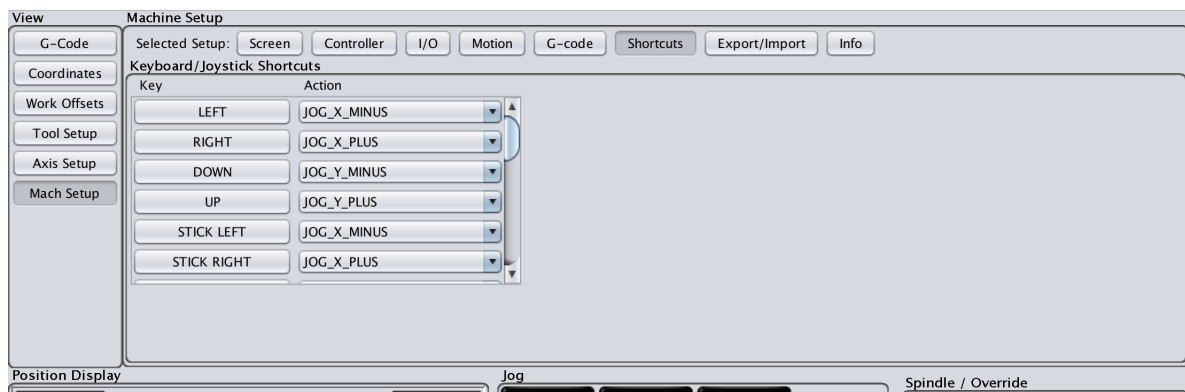 View
Machine Setup
G-Code
Selected Setup: Screen Controller I/O Motion G-code Shortcuts Export/Import Info
Coordinates
Keyboard/Joystick Shortcuts
Key Action
Work Offsets
LEFT JOG_X_MINUS
Tool Setup
RIGHT JOG_X_PLUS
Axis Setup
DOWN JOG_Y_MINUS
Mach Setup
UP JOG_Y_PLUS
STICK LEFT JOG_X_MINUS
STICK RIGHT JOG_X_PLUS
Position Display
Jog
Spindle / Override